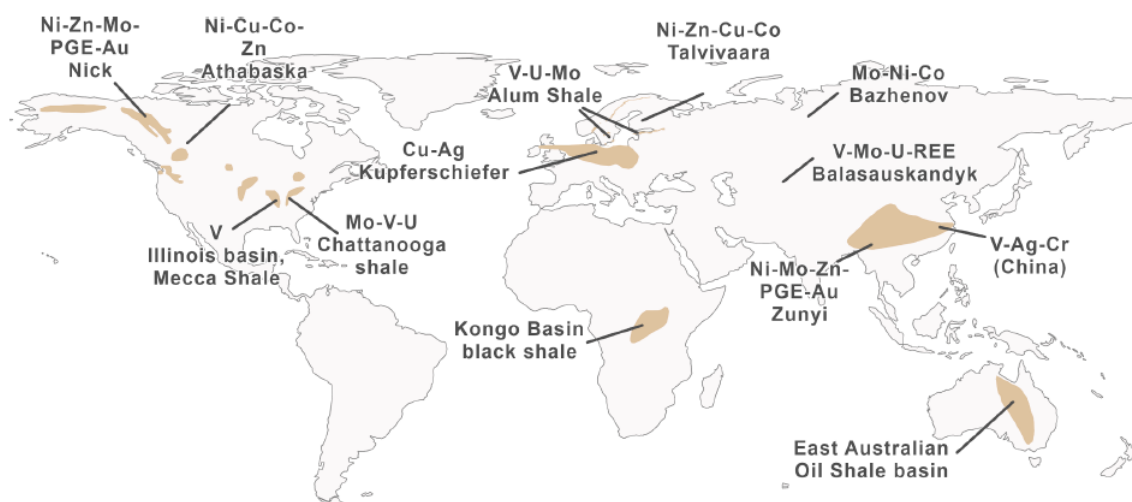 Ni-Zn-Mo-
PGE-Au
Nick
Ni-Cu-Co-
Zn
Athabaska
V-U-Mo
Alum Shale
Ni-Zn-Cu-Co
Talvivaara
Mo-Ni-Co
Bazhenov
Cu-Ag
Kupferschiefer
V-Mo-U-REE
Balasauskandyk
V
Illinois basin,
Mecca Shale
Mo-V-U
Chattanooga
shale
Ni-Mo-Zn-
PGE-Au
Zunyi
V-Ag-Cr
(China)
Kongo Basin
black shale
East Australian
Oil Shale basin